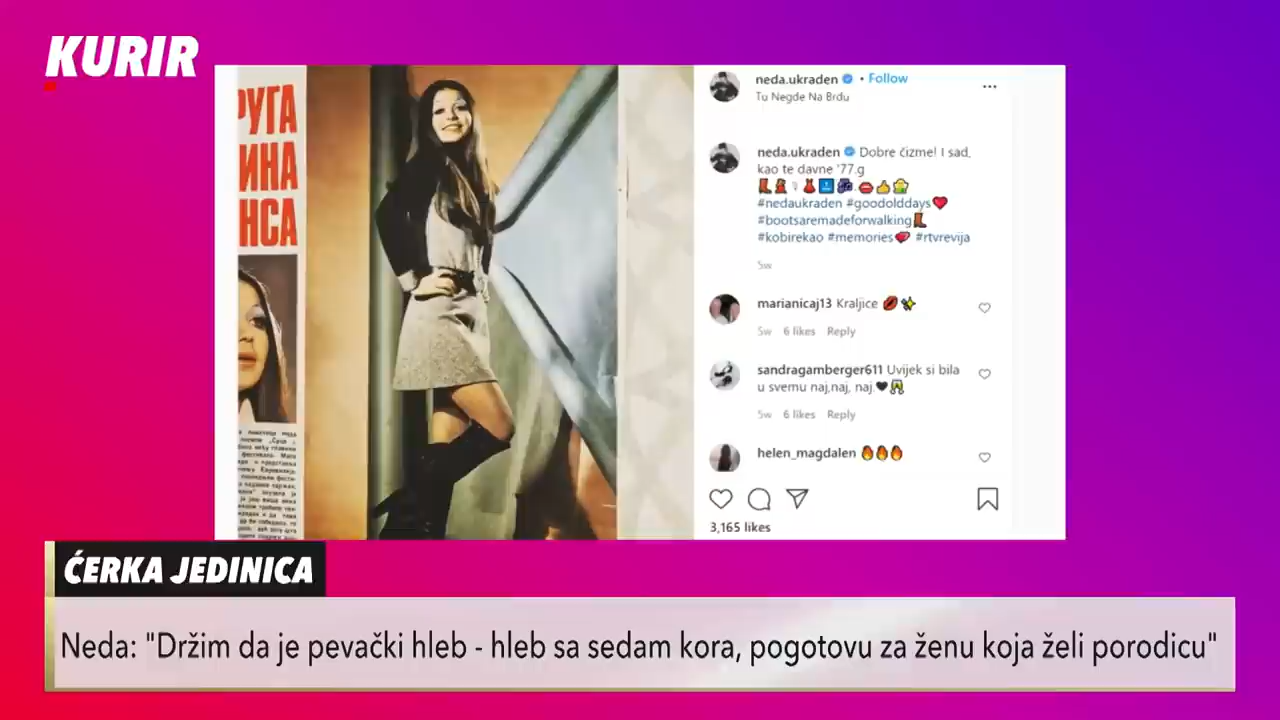 KURIR
РУГА
ИНА
НСА
neda.ukraden • Follow
Tu Negde Na Brdu
neda.ukraden Dobre čizme! I sad,
kao te davne '77.g
#nedaukraden #goodolddays
#bootsaremadeforwalking
#kobirekao #memories #rtvrevija
5w
marianicaj13 Kraljice
5w 6 likes Reply
sandragamberger611 Uvijek si bila
u svemu naj,naj, naj.
5w 6 likes Reply
helen_magdalen
3,165 likes
ĆERKA JEDINICA
Neda: "Držim da je pevački hleb - hleb sa sedam kora, pogotovu za ženu koja želi porodicu"